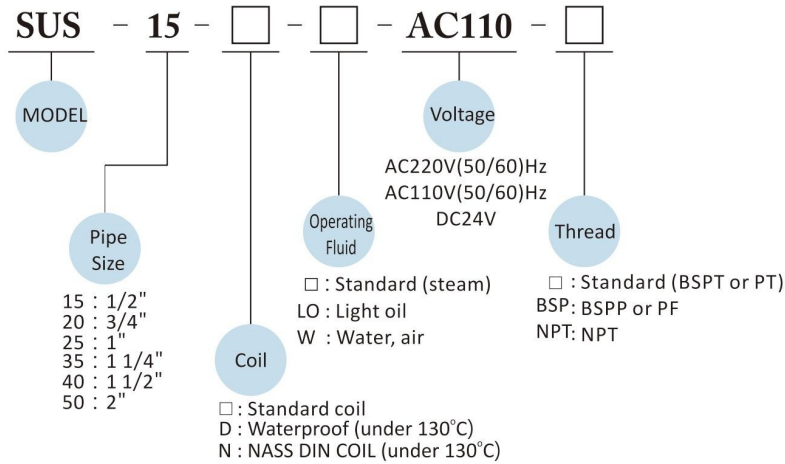 SUS - 15 - □ - □ - AC110 - □
MODEL
Voltage
AC220V(50/60)Hz
AC110V(50/60)Hz
DC24V
Pipe
Size
15 : 1/2"
20 : 3/4"
25 : 1"
35 : 1 1/4"
40 : 1 1/2"
50 : 2"
Operating
Fluid
□ : Standard (steam)
LO : Light oil
W : Water, air
Thread
□ : Standard (BSPT or PT)
BSP: BSPP or PF
NPT: NPT
Coil
□ : Standard coil
D : Waterproof (under 130°C)
N : NASS DIN COIL (under 130°C)